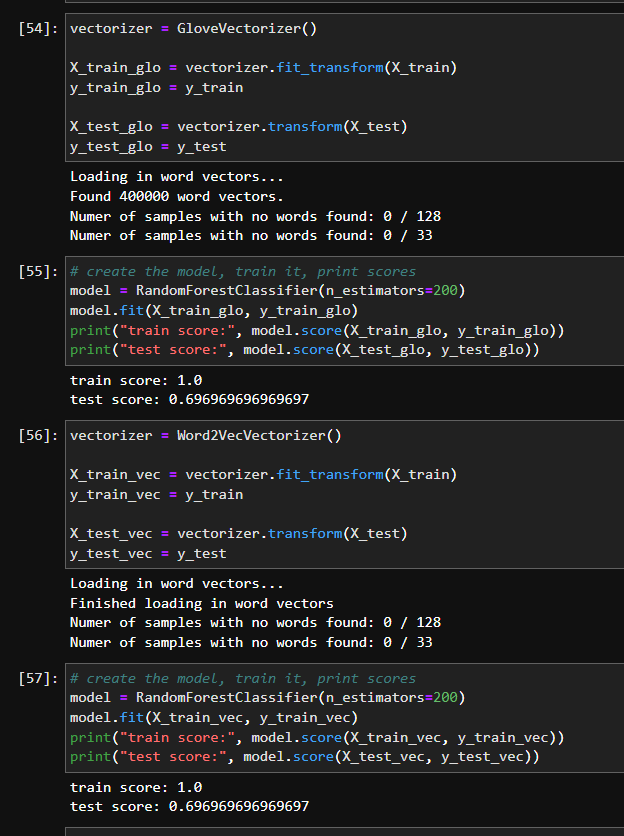 [54]: vectorizer = GloveVectorizer()
X_train_glo = vectorizer.fit_transform(X_train)
y_train_glo = y_train
X_test_glo = vectorizer.transform(X_test)
y_test_glo = y_test
Loading in word vectors...
Found 400000 word vectors.
Numer of samples with no words found: 0 / 128
Numer of samples with no words found: 0 / 33
[55]: # create the model, train it, print scores
model = RandomForestClassifier(n_estimators=200)
model.fit(X_train_glo, y_train_glo)
print("train score:", model.score(X_train_glo, y_train_glo))
print("test score:", model.score(X_test_glo, y_test_glo))
train score: 1.0
test score: 0.696969696969697
[56]: vectorizer = Word2VecVectorizer()
X_train_vec = vectorizer.fit_transform(X_train)
y_train_vec = y_train
X_test_vec = vectorizer.transform(X_test)
y_test_vec = y_test
Loading in word vectors...
Finished loading in word vectors
Numer of samples with no words found: 0 / 128
Numer of samples with no words found: 0 / 33
[57]: # create the model, train it, print scores
model = RandomForestClassifier(n_estimators=200)
model.fit(X_train_vec, y_train_vec)
print("train score:", model.score(X_train_vec, y_train_vec))
print("test score:", model.score(X_test_vec, y_test_vec))
train score: 1.0
test score: 0.696969696969697